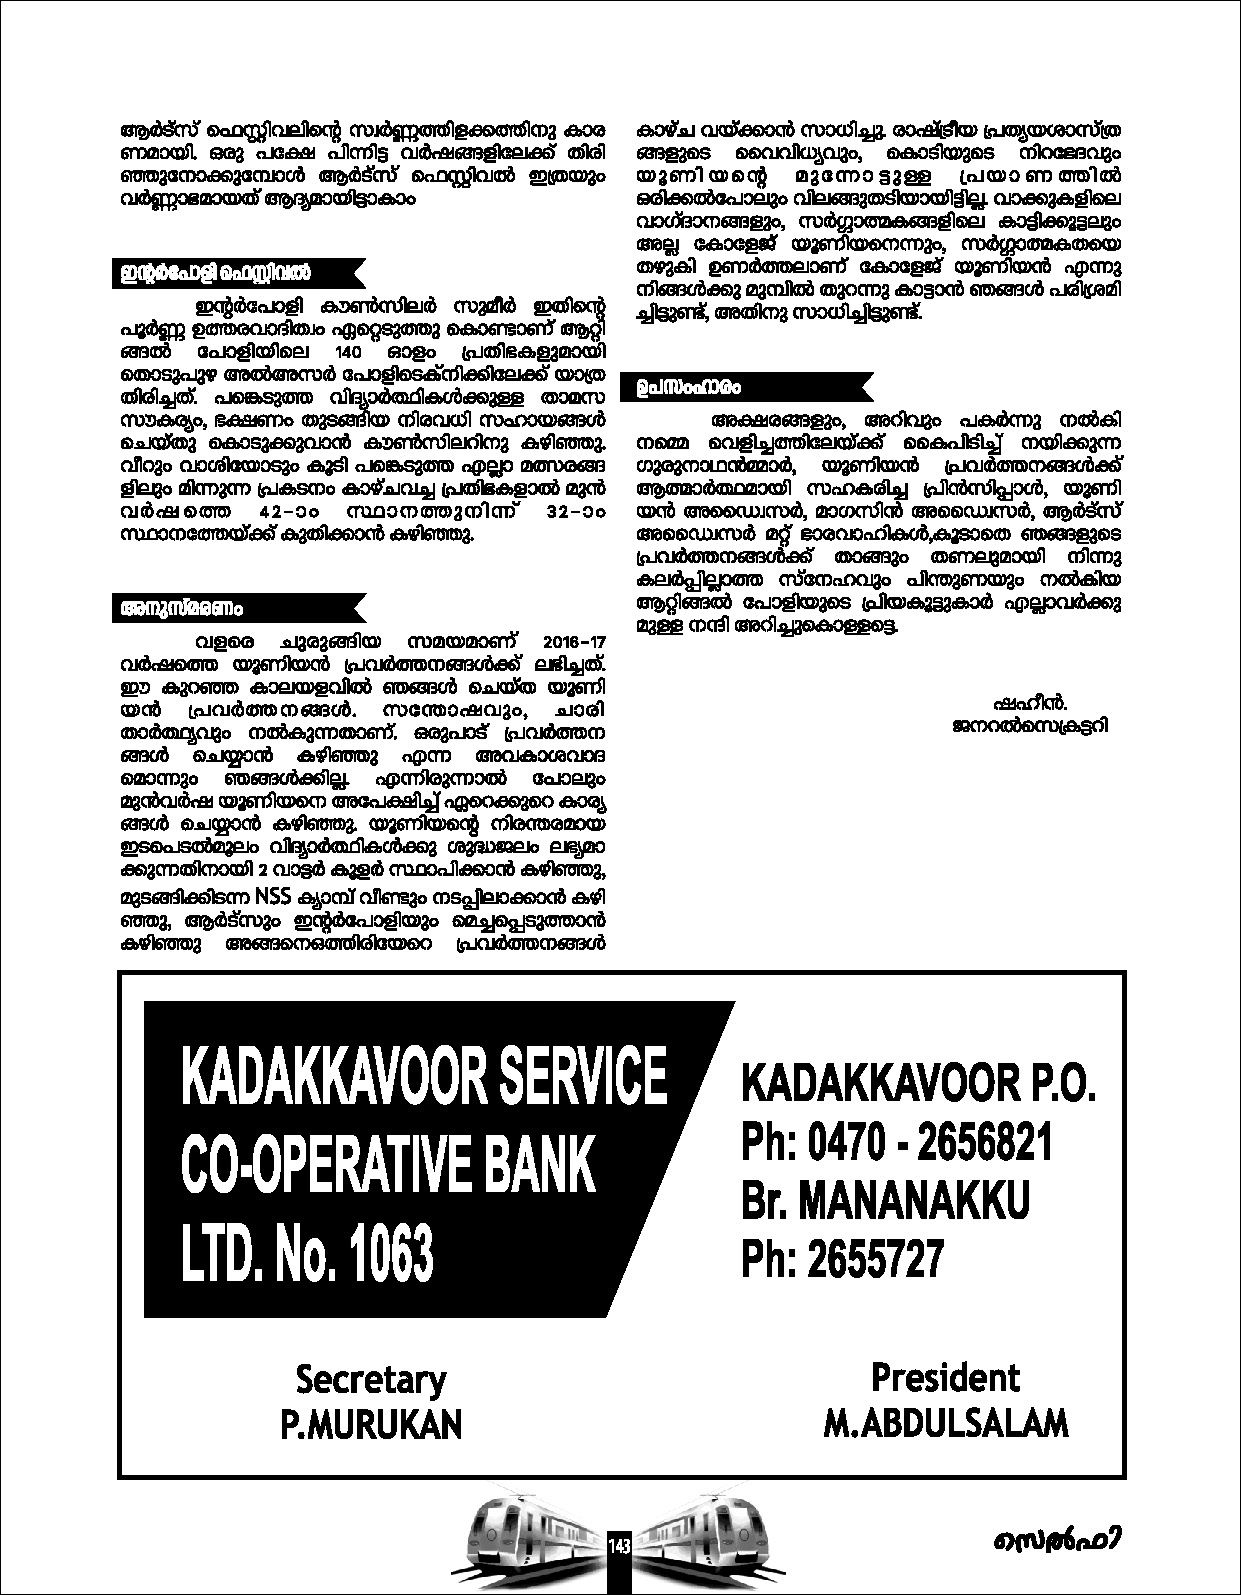 ആർട്സ് ഫെസ്റ്റിവലിന്റെ സ്വർണ്ണത്തിളക്കത്തിനു കാര
ണമായി. ഒരു പക്ഷേ പിന്നിട്ട വർഷങ്ങളിലേക്ക് തിരി
ഞ്ഞുനോക്കുമ്പോൾ ആർട്സ് ഫെസ്റ്റിവൽ ഇത്രയും
വർണ്ണാഭമായത് ആദ്യമായിട്ടാകാം
ഇന്റർപോളി ഫെസ്റ്റിവൽ
ഇന്റർപോളി കൗൺസിലർ സുമീർ ഇതിന്റെ
പൂർണ്ണ ഉത്തരവാദിത്വം ഏറ്റെടുത്തു കൊണ്ടാണ് ആറ്റി
ങ്ങൽ പോളിയിലെ 140 ഓളം പ്രതിഭകളുമായി
തൊടുപുഴ അൽഅസർ പോളിടെക്നിക്കിലേക്ക് യാത്ര
തിരിച്ചത്. പങ്കെടുത്ത വിദ്യാർത്ഥികൾക്കുള്ള താമസ
സൗകര്യം, ഭക്ഷണം തുടങ്ങിയ നിരവധി സഹായങ്ങൾ
ചെയ്തു കൊടുക്കുവാൻ കൗൺസിലറിനു കഴിഞ്ഞു.
വീറും വാശിയോടും കൂടി പങ്കെടുത്ത എല്ലാ മത്സരങ്ങ
ളിലും മിന്നുന്ന പ്രകടനം കാഴ്ചവച്ച പ്രതിഭകളാൽ മുൻ
വർഷത്തെ 42-ാം സ്ഥാനത്തുനിന്ന് 32-ാം
സ്ഥാനത്തേയ്ക്ക് കുതിക്കാൻ കഴിഞ്ഞു.
അനുസ്മരണം
വളരെ ചുരുങ്ങിയ സമയമാണ് 2016-17
വർഷത്തെ യൂണിയൻ പ്രവർത്തനങ്ങൾക്ക് ലഭിച്ചത്.
ഈ കുറഞ്ഞ കാലയളവിൽ ഞങ്ങൾ ചെയ്ത യൂണി
യൻ പ്രവർത്തനങ്ങൾ. സന്തോഷവും, ചാരി
താർത്ഥ്യവും നൽകുന്നതാണ്. ഒരുപാട് പ്രവർത്തന
ങ്ങൾ ചെയ്യാൻ കഴിഞ്ഞു എന്ന അവകാശവാദ
മൊന്നും ഞങ്ങൾക്കില്ല. എന്നിരുന്നാൽ പോലും
മുൻവർഷ യൂണിയനെ അപേക്ഷിച്ച് ഏറെക്കുറെ കാര്യ
ങ്ങൾ ചെയ്യാൻ കഴിഞ്ഞു. യൂണിയന്റെ നിരന്തരമായ
ഇടപെടൽമൂലം വിദ്യാർത്ഥികൾക്കു ശുദ്ധജലം ലഭ്യമാ
ക്കുന്നതിനായി 2 വാട്ടർ കൂളർ സ്ഥാപിക്കാൻ കഴിഞ്ഞു,
മുടങ്ങിക്കിടന്ന NSS ക്യാമ്പ് വീണ്ടും നടപ്പിലാക്കാൻ കഴി
ഞ്ഞു, ആർട്സും ഇന്റർപോളിയും മെച്ചപ്പെടുത്താൻ
കഴിഞ്ഞു അങ്ങനെഒത്തിരിയേറെ പ്രവർത്തനങ്ങൾ
കാഴ്ച വയ്ക്കാൻ സാധിച്ചു. രാഷ്ട്രീയ പ്രത്യയശാസ്ത്ര
ങ്ങളുടെ വൈവിധ്യവും, കൊടിയുടെ നിറഭേദവും
യൂണിയന്റെ മുന്നോട്ടുള്ള പ്രയാണത്തിൽ
ഒരിക്കൽപോലും വിലങ്ങുതടിയായിട്ടില്ല. വാക്കുകളിലെ
വാഗ്ദാനങ്ങളും, സർഗ്ഗാത്മകങ്ങളിലെ കാട്ടിക്കൂട്ടലും
അല്ല കോളേജ് യൂണിയനെന്നും, സർഗ്ഗാത്മകതയെ
തഴുകി ഉണർത്തലാണ് കോളേജ് യൂണിയൻ എന്നു
നിങ്ങൾക്കു മുമ്പിൽ തുറന്നു കാട്ടാൻ ഞങ്ങൾ പരിശ്രമി
ച്ചിട്ടുണ്ട്, അതിനു സാധിച്ചിട്ടുണ്ട്.
ഉപസംഹാരം
അക്ഷരങ്ങളും, അറിവും പകർന്നു നൽകി
നമ്മെ വെളിച്ചത്തിലേയ്ക്ക് കൈപിടിച്ച് നയിക്കുന്ന
ഗുരുനാഥൻമ്മാർ, യൂണിയൻ പ്രവർത്തനങ്ങൾക്ക്
ആത്മാർത്ഥമായി സഹകരിച്ച പ്രിൻസിപ്പാൾ, യൂണി
യൻ അഡ്വൈസർ, മാഗസിൻ അഡ്വൈസർ, ആർട്സ്
അഡ്വൈസർ മറ്റ് ഭാരവാഹികൾ,കൂടാതെ ഞങ്ങളുടെ
പ്രവർത്തനങ്ങൾക്ക് താങ്ങും തണലുമായി നിന്നു
കലർപ്പില്ലാത്ത സ്നേഹവും പിന്തുണയും നൽകിയ
ആറ്റിങ്ങൽ പോളിയുടെ പ്രിയകൂട്ടുകാർ എല്ലാവർക്കു
മുള്ള നന്ദി അറിച്ചുകൊള്ളട്ടെ.
ഷഹീൻ.
ജനറൽസെക്രട്ടറി
KADAKKAVOOR SERVICE
CO-OPERATIVE BANK
LTD. No. 1063
KADAKKAVOOR P.O.
Ph: 0470 - 2656821
Br. MANANAKKU
Ph: 2655727
Secretary
P.MURUKAN
President
M.ABDULSALAM
143
സെൽഫി